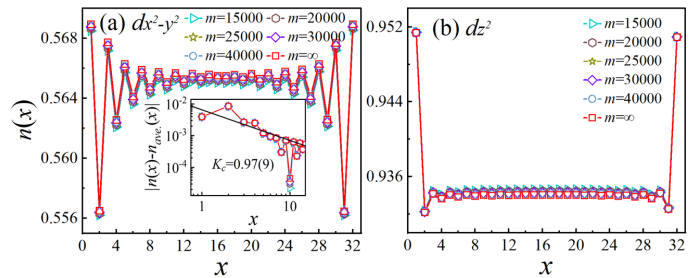 (a) dx²-y²
m=15000 m=20000
m=25000 m=30000
m=40000 m=∞
n(x)
0.568
0.564
0.560
0.556
0 4 8 12 16 20 24 28 32
x
|n(x)-n_ave.(x)|
10⁻²
10⁻³
10⁻⁴
K_c=0.97(9)
1 10
x
(b) dz²
m=15000
m=20000
m=25000
m=30000
m=40000
m=∞
0.952
0.944
0.936
0 4 8 12 16 20 24 28 32
x